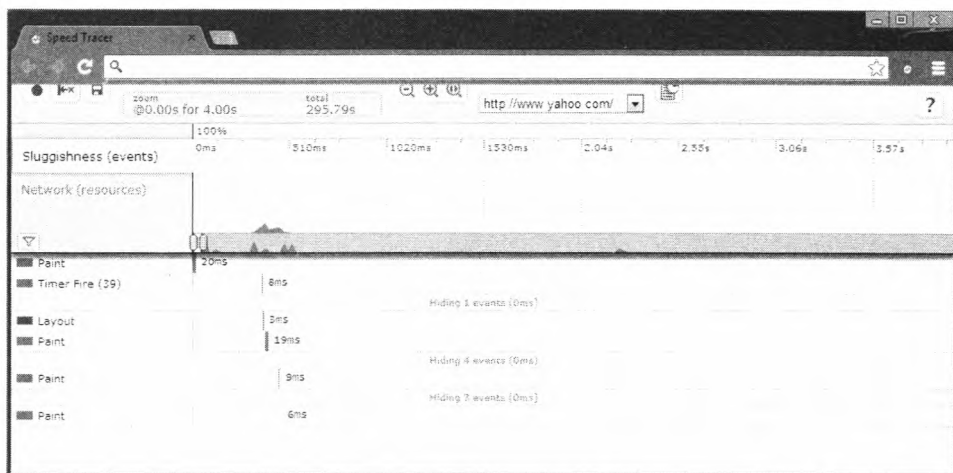 Speed Tracer
zoom
@0.00s for 4.00s
total
295.79s
http://www yahoo com/
?
100%
Sluggishness (events)
0ms 510ms 1020ms 1530ms 2.04s 2.55s 3.06s 3.57s
Network (resources)
Paint 20ms
Timer Fire (39) 8ms
Hiding 1 events (0ms)
Layout 3ms
Paint 19ms
Hiding 4 events (0ms)
Paint 9ms
Hiding 3 events (0ms)
Paint 6ms